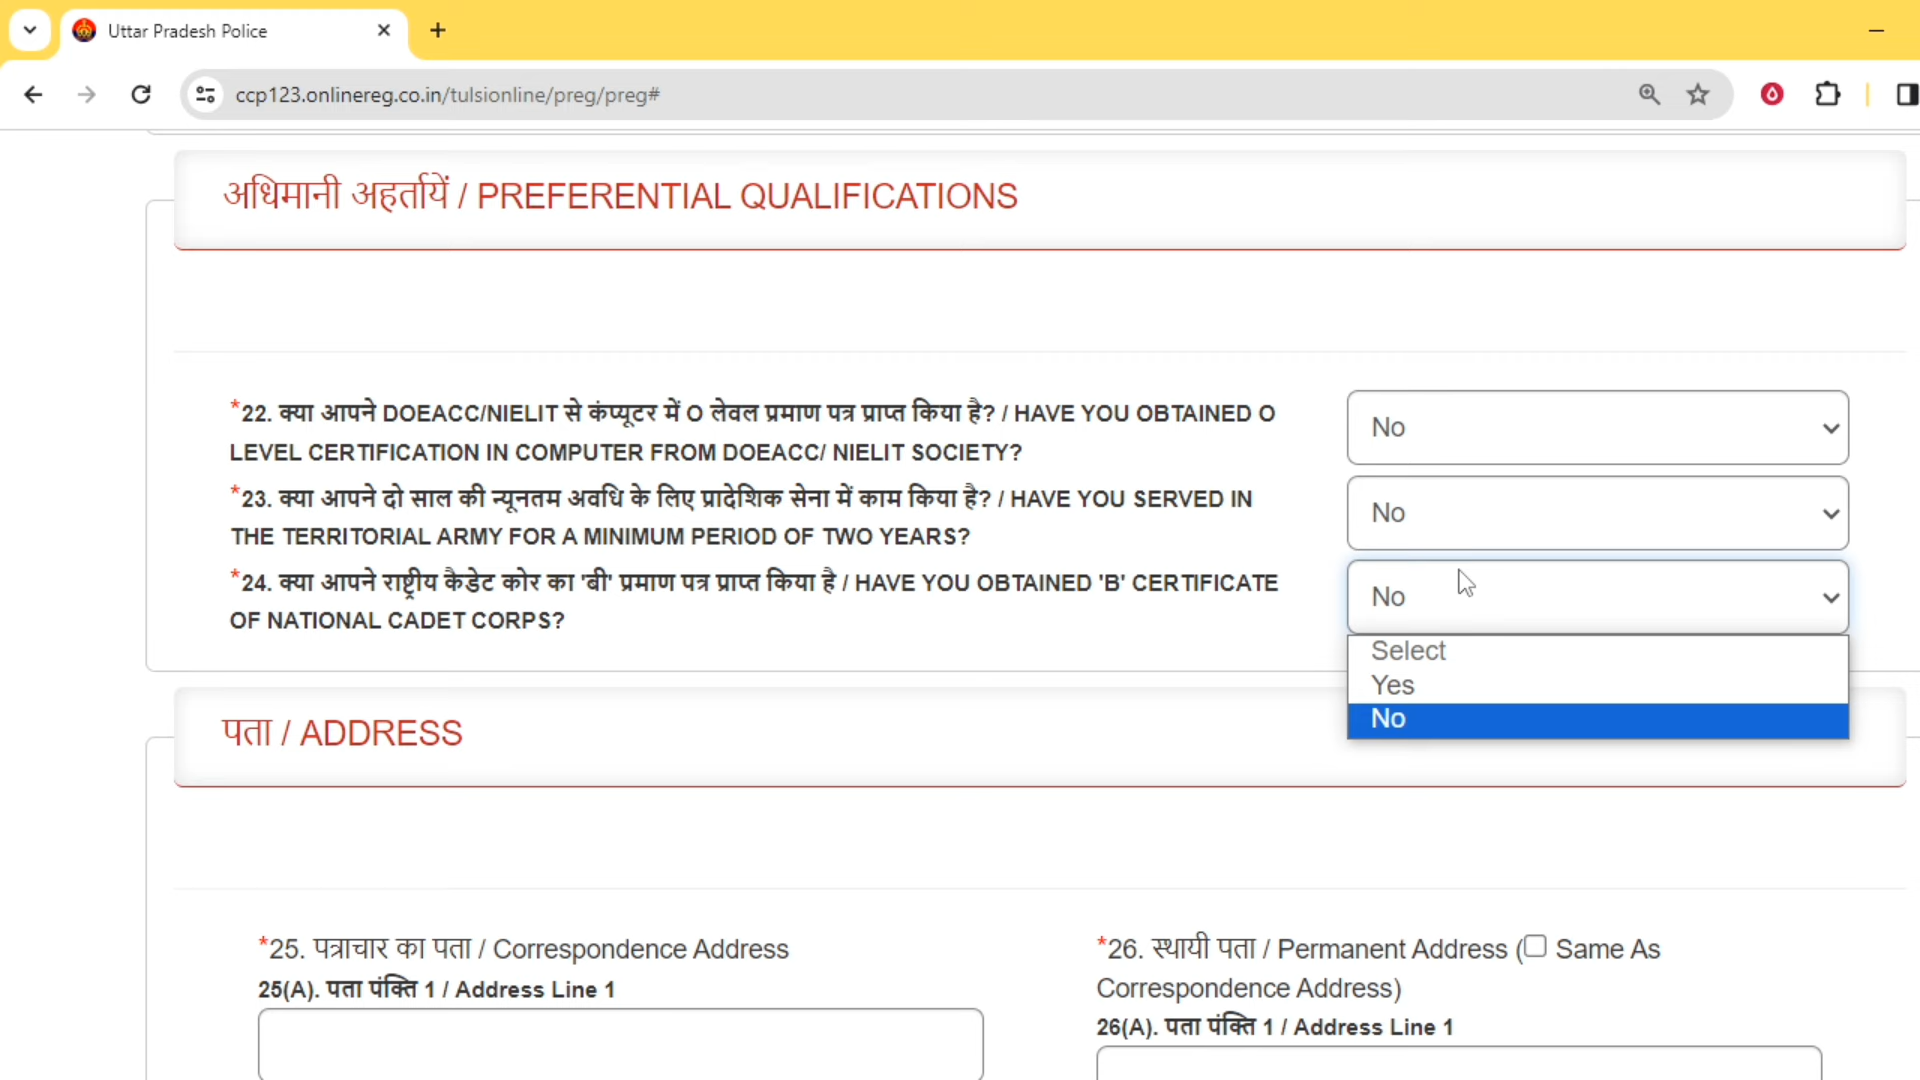 Uttar Pradesh Police
ccp123.onlinereg.co.in/tulsionline/preg/preg#
अधिमानी अहर्तायें / PREFERENTIAL QUALIFICATIONS
*22. क्या आपने DOEACC/NIELIT से कंप्यूटर में O लेवल प्रमाण पत्र प्राप्त किया है? / HAVE YOU OBTAINED O
LEVEL CERTIFICATION IN COMPUTER FROM DOEACC/ NIELIT SOCIETY?
No
*23. क्या आपने दो साल की न्यूनतम अवधि के लिए प्रादेशिक सेना में काम किया है? / HAVE YOU SERVED IN
THE TERRITORIAL ARMY FOR A MINIMUM PERIOD OF TWO YEARS?
No
*24. क्या आपने राष्ट्रीय कैडेट कोर का 'बी' प्रमाण पत्र प्राप्त किया है / HAVE YOU OBTAINED 'B' CERTIFICATE
OF NATIONAL CADET CORPS?
No
Select
Yes
No
पता / ADDRESS
*25. पत्राचार का पता / Correspondence Address
25(A). पता पंक्ति 1 / Address Line 1
*26. स्थायी पता / Permanent Address ( Same As
Correspondence Address)
26(A). पता पंक्ति 1 / Address Line 1